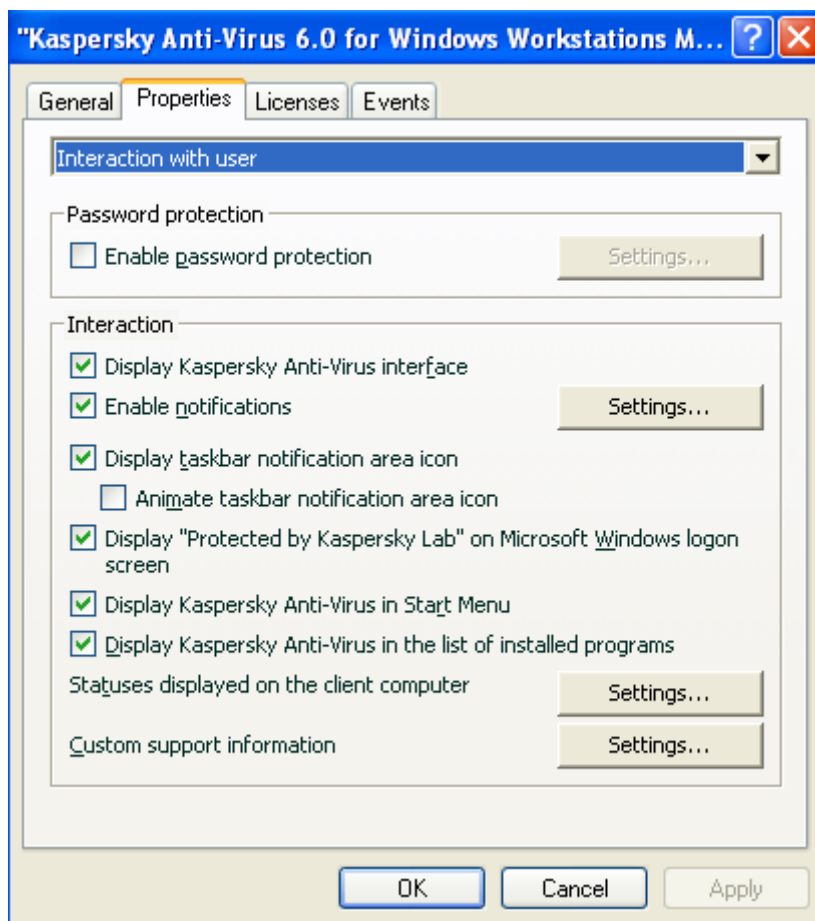 "Kaspersky Anti-Virus 6.0 for Windows Workstations M...
General Properties Licenses Events
Interaction with user
Password protection
Enable password protection Settings...
Interaction
Display Kaspersky Anti-Virus interface
Enable notifications Settings...
Display taskbar notification area icon
Animate taskbar notification area icon
Display "Protected by Kaspersky Lab" on Microsoft Windows logon
screen
Display Kaspersky Anti-Virus in Start Menu
Display Kaspersky Anti-Virus in the list of installed programs
Statuses displayed on the client computer Settings...
Custom support information Settings...
OK Cancel Apply